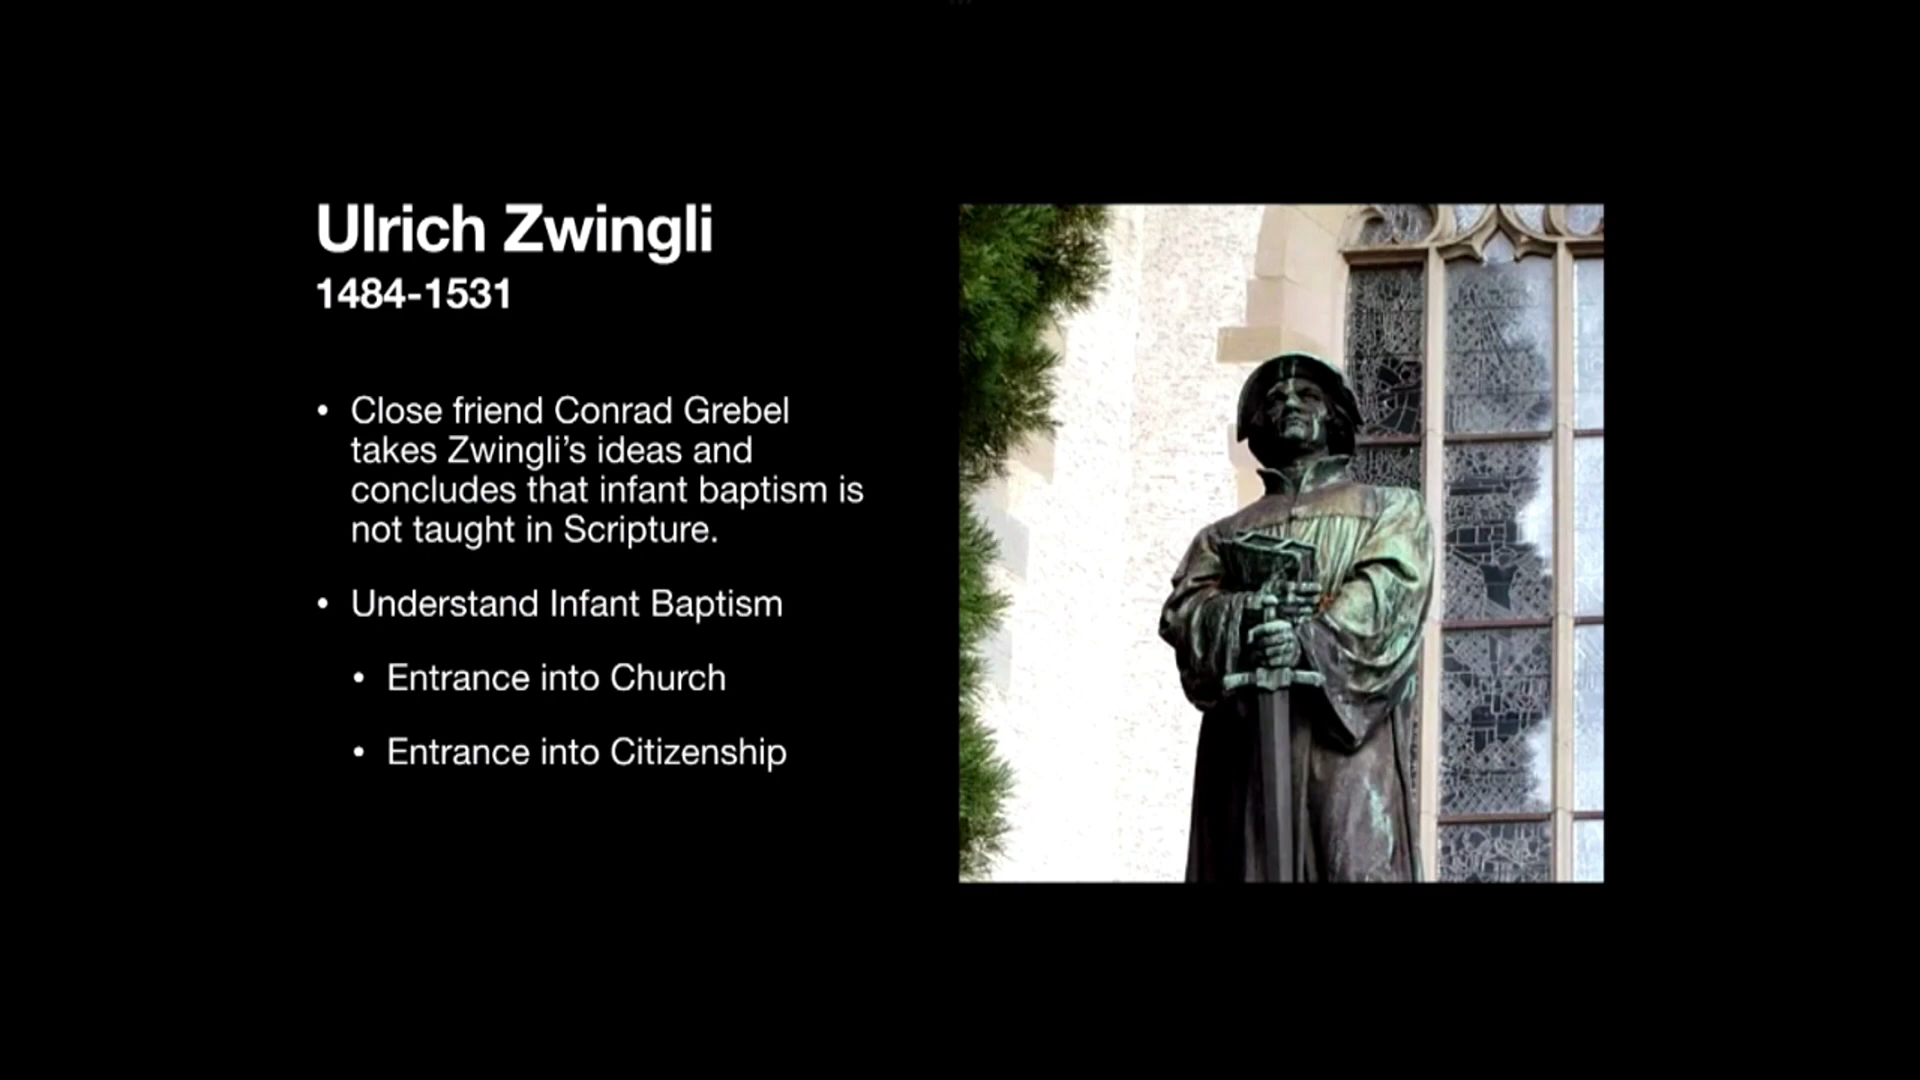 Ulrich Zwingli
1484-1531
• Close friend Conrad Grebel
takes Zwingli’s ideas and
concludes that infant baptism is
not taught in Scripture.
• Understand Infant Baptism
• Entrance into Church
• Entrance into Citizenship